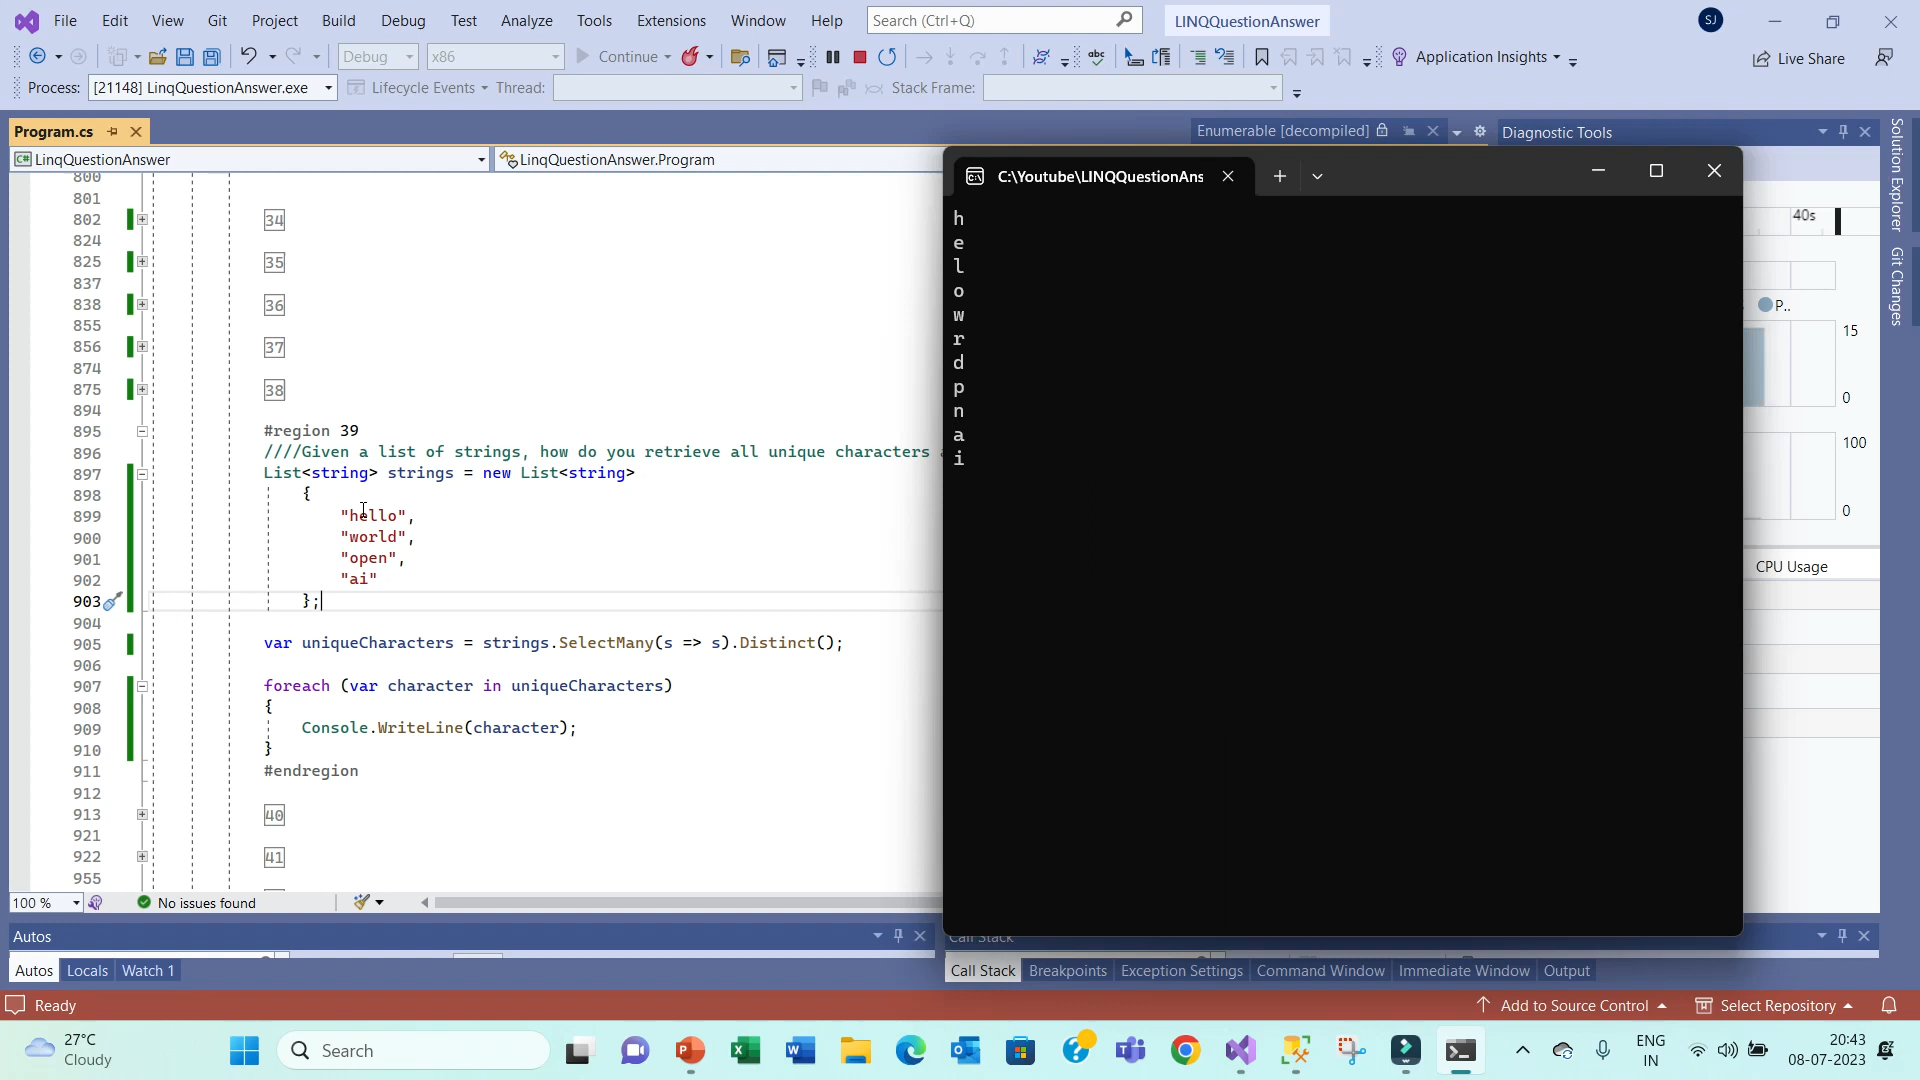 File Edit View Git Project Build Debug Test Analyze Tools Extensions Window Help Search (Ctrl+Q) LINQQuestionAnswer SJ
Debug x86 Continue Application Insights Live Share
Process: [21148] LinqQuestionAnswer.exe Lifecycle Events Thread: Stack Frame:
Program.cs Enumerable [decompiled] Diagnostic Tools
LinqQuestionAnswer LinqQuestionAnswer.Program
Solution Explorer
Git Changes
C:\Youtube\LINQQuestionAns
h
e
l
o
w
r
d
p
n
a
i
40s
P..
15
0
100
0
CPU Usage
800
801
802 34
824
825 35
837
838 36
855
856 37
874
875 38
894
895 #region 39
896 ////Given a list of strings, how do you retrieve all unique characters
897 List<string> strings = new List<string>
898 {
899 "hello",
900 "world",
901 "open",
902 "ai"
903 };
904
905 var uniqueCharacters = strings.SelectMany(s => s).Distinct();
906
907 foreach (var character in uniqueCharacters)
908 {
909 Console.WriteLine(character);
910 }
911 #endregion
912
913 40
921
922 41
955
100 % No issues found
Autos Call Stack
Autos Locals Watch 1 Call Stack Breakpoints Exception Settings Command Window Immediate Window Output
Ready Add to Source Control Select Repository
27°C
Cloudy
Search
ENG
IN
20:43
08-07-2023